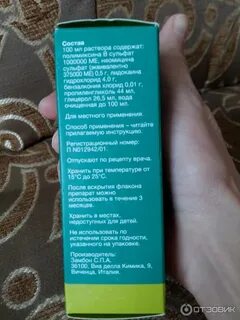 Состав
100 мл раствора содержат:
полимиксина В сульфат
1000000 МЕ, неомицина
сульфат (эквивалентно
375000 МЕ) 0,5 г, лидокаина
гидрохлорид 4,0 г,
бензалкония хлорид 0,01 г,
пропиленгликоль 44 мл,
глицерол 26,5 мл, вода
очищенная до 100 мл.
Для местного применения.
Способ применения – читайте
прилагаемую инструкцию.
Регистрационный номер:
П N012942/01.
Отпускают по рецепту врача.
Хранить при температуре от
15°С до 25°С.
После вскрытия флакона
препарат можно
использовать в течение 3
месяцев.
Хранить в местах,
недоступных для детей.
Не использовать по
истечении срока годности,
указанного на упаковке.
Производитель:
Замбон С.П.А.
36100, Виа делла Кимика, 9,
Виченца, Италия.
ОТЗОВИК